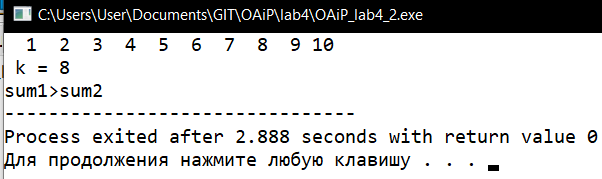 C:\Users\User\Documents\GIT\OAiP\lab4\OAiP_lab4_2.exe
1 2 3 4 5 6 7 8 9 10
k = 8
sum1>sum2
--------------------------------
Process exited after 2.888 seconds with return value 0
Для продолжения нажмите любую клавишу . . .